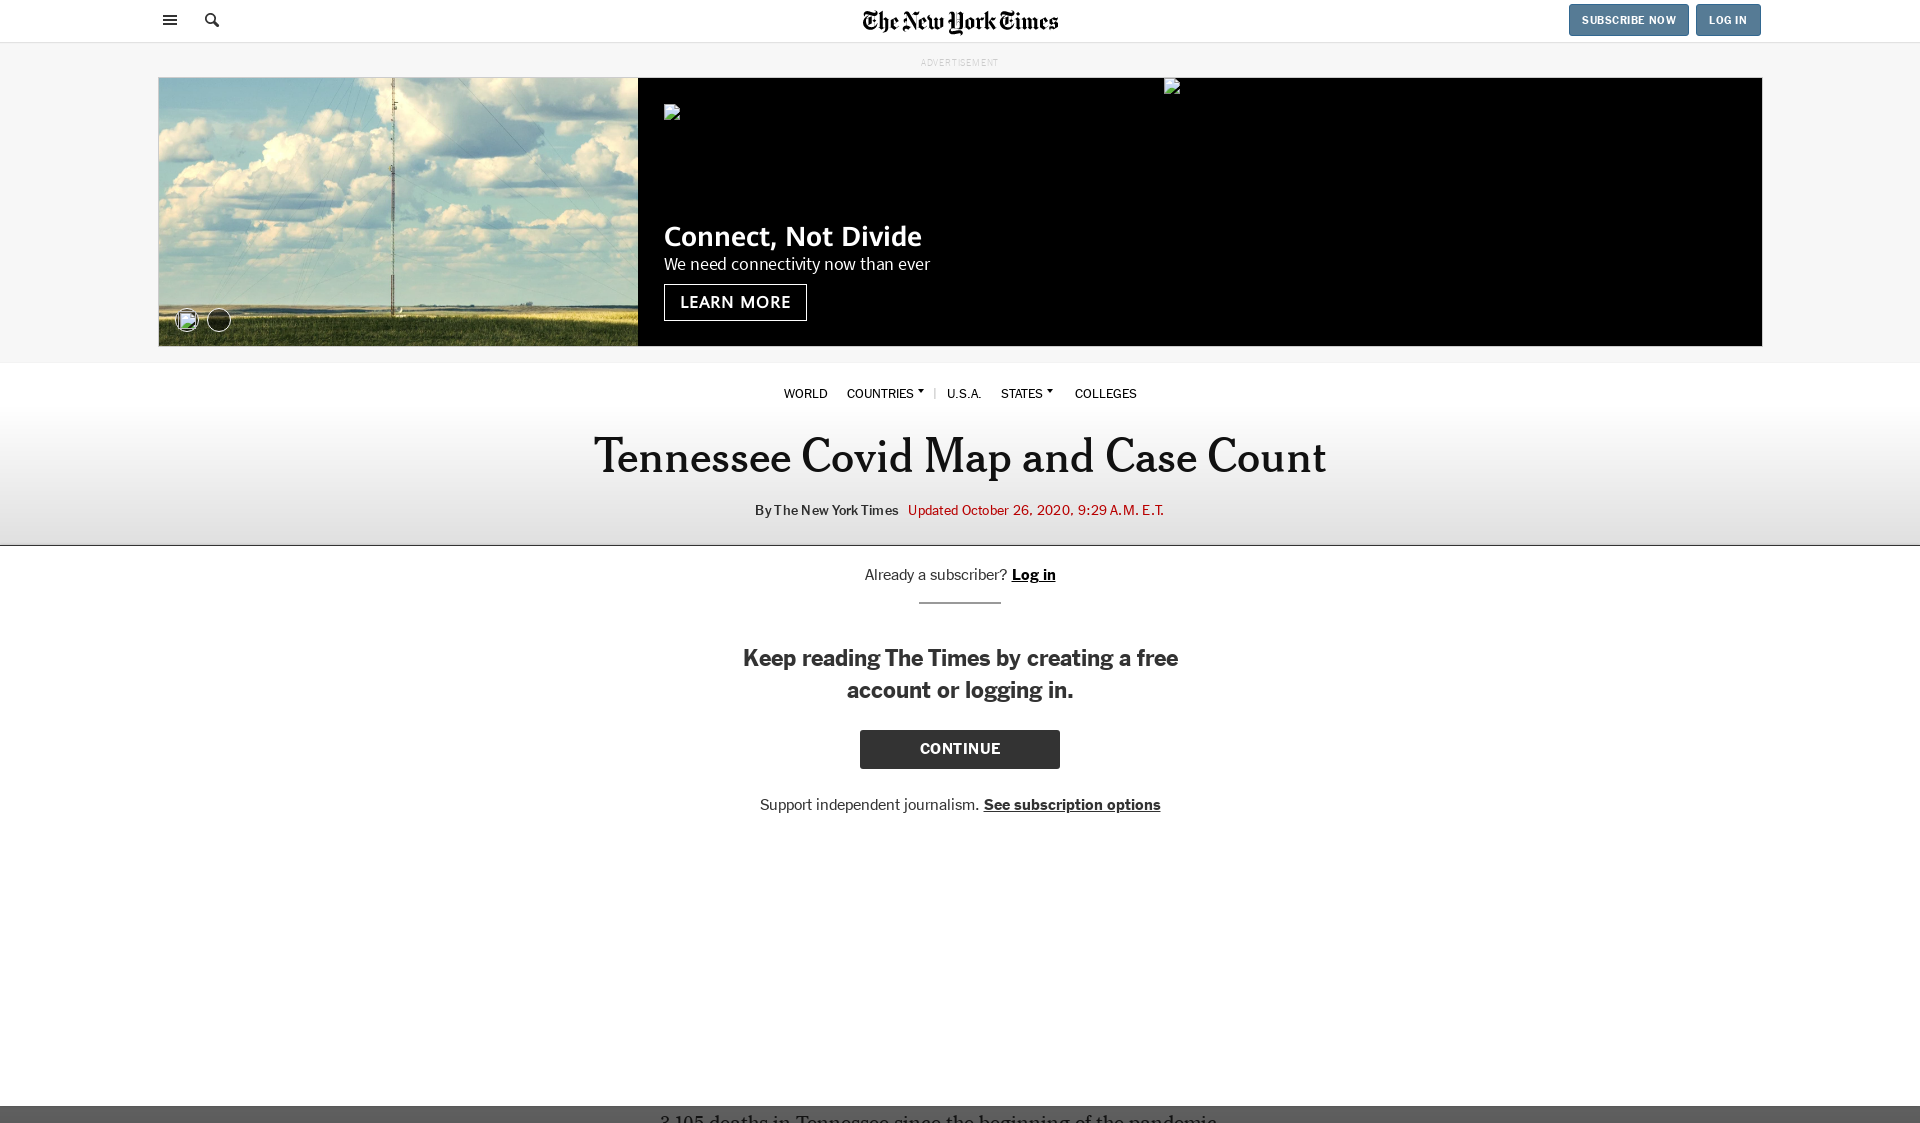 The New York Times
SUBSCRIBE NOW
LOG IN
ADVERTISEMENT
Connect, Not Divide
We need connectivity now than ever
LEARN MORE
WORLD COUNTRIES U.S.A. STATES COLLEGES
Tennessee Covid Map and Case Count
By The New York Times Updated October 26, 2020, 9:29 A.M. E.T.
Already a subscriber? Log in
Keep reading The Times by creating a free
account or logging in.
CONTINUE
Support independent journalism. See subscription options
3,105 deaths in Tennessee since the beginning of the pandemic